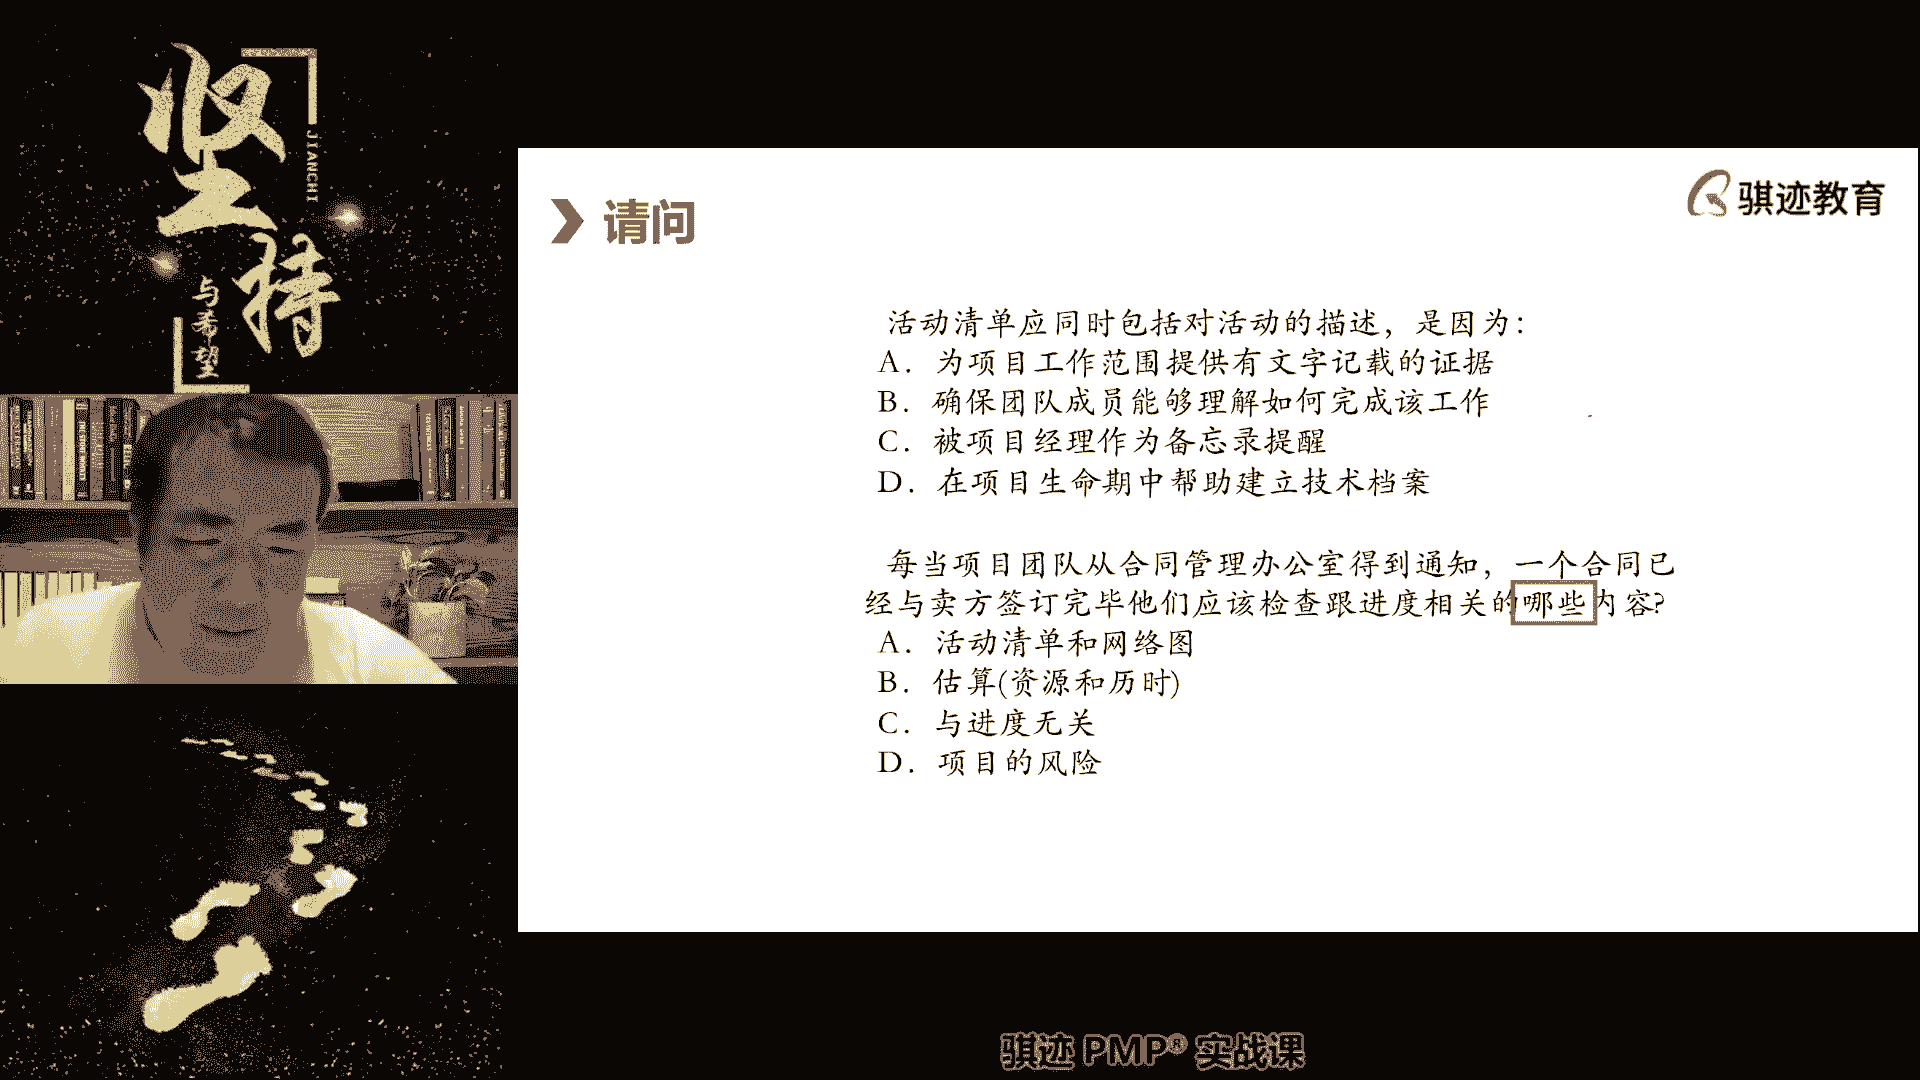 坚持
JIANCHI
与希望
请问
骐迹教育
活动清单应同时包括对活动的描述，是因为：
A. 为项目工作范围提供有文字记载的证据
B. 确保团队成员能够理解如何完成该工作
C. 被项目经理作为备忘录提醒
D. 在项目生命期中帮助建立技术档案
每当项目团队从合同管理办公室得到通知，一个合同已
经与卖方签订完毕他们应该检查跟进度相关的哪些内容?
A. 活动清单和网络图
B. 估算(资源和历时)
C. 与进度无关
D. 项目的风险
骐迹 PMP® 实战课